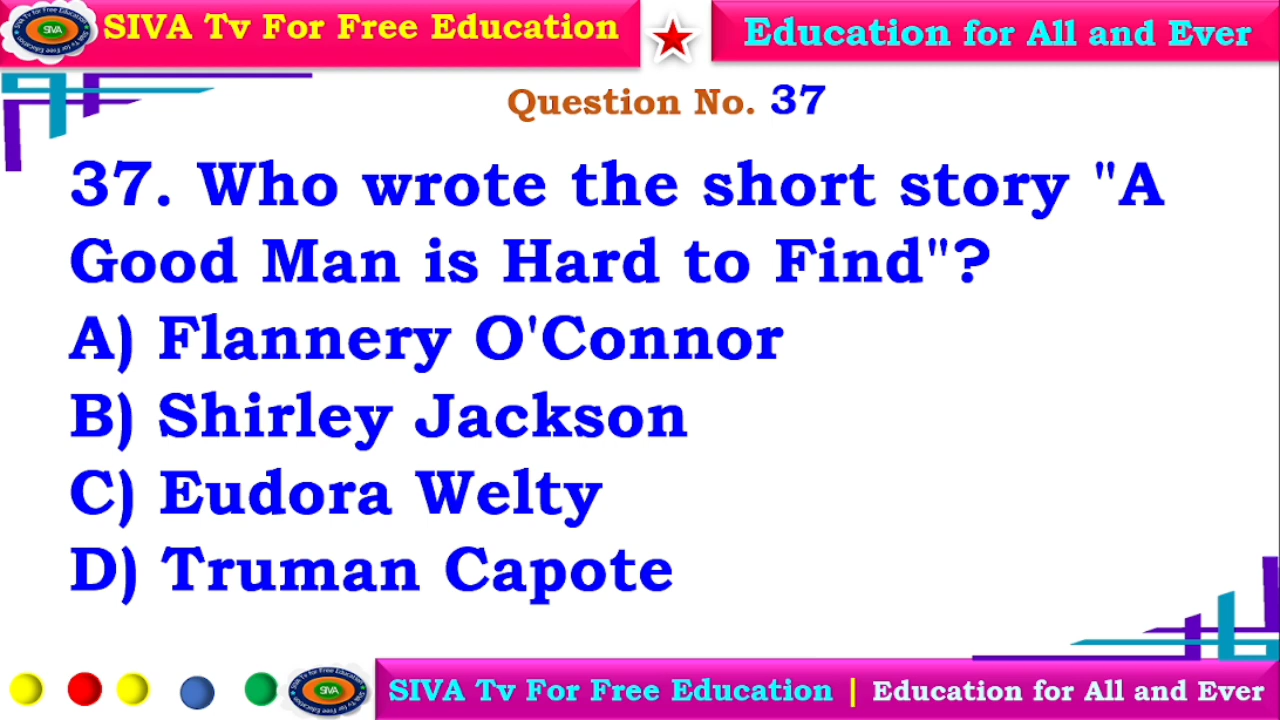 SIVA Tv For Free Education
Education for All and Ever
SIVA
Question No. 37
37. Who wrote the short story "A
Good Man is Hard to Find"?
A) Flannery O'Connor
B) Shirley Jackson
C) Eudora Welty
D) Truman Capote
SIVA
SIVA Tv For Free Education | Education for All and Ever